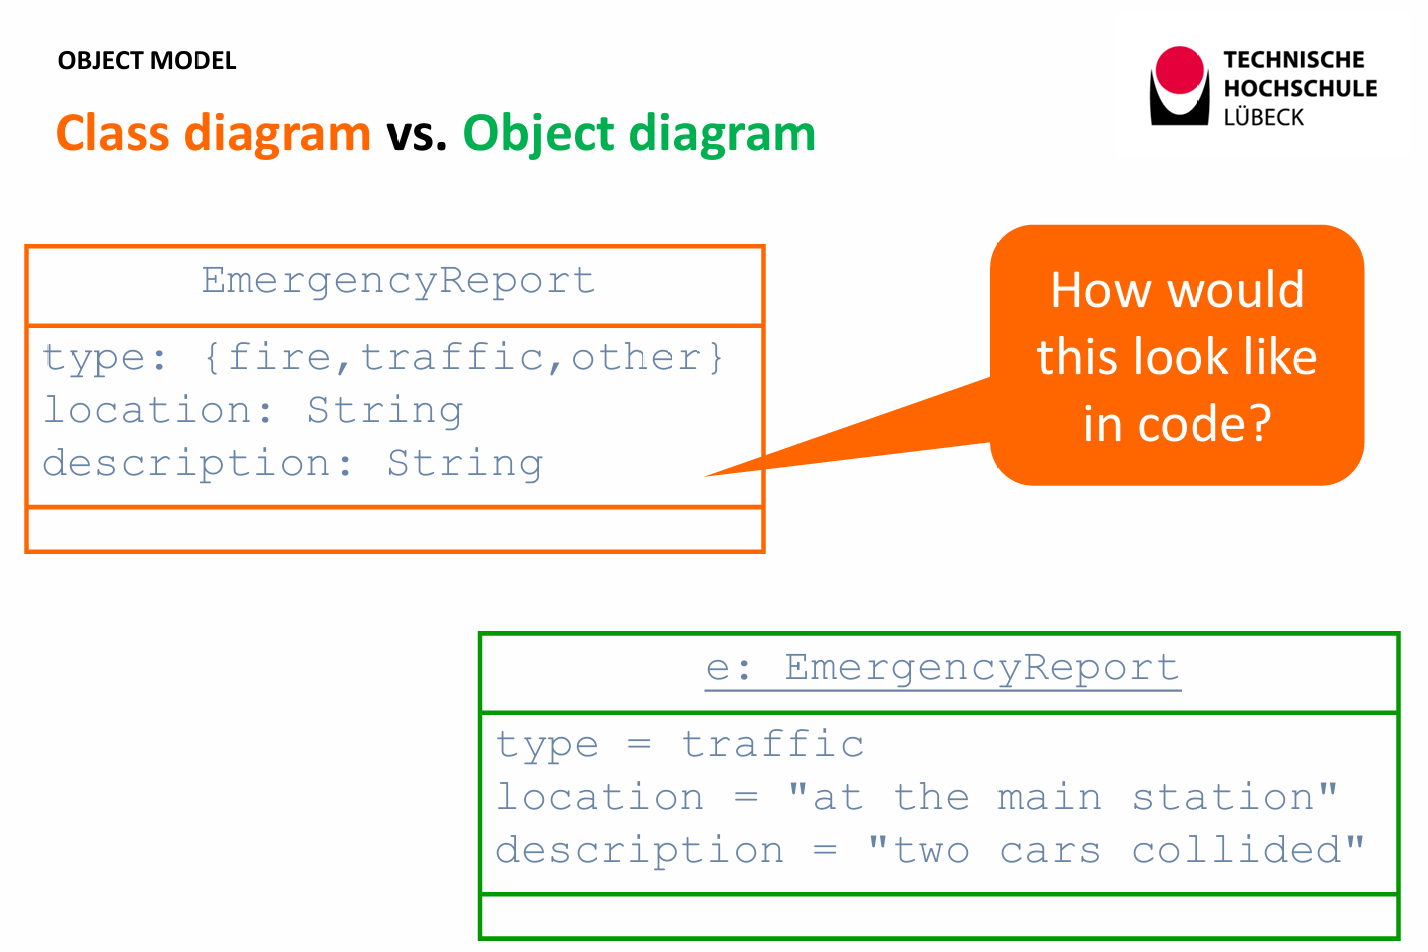 OBJECT MODEL
TECHNISCHE
HOCHSCHULE
LÜBECK
Class diagram vs. Object diagram
EmergencyReport
type: {fire,traffic,other}
location: String
description: String
How would
this look like
in code?
e: EmergencyReport
type = traffic
location = "at the main station"
description = "two cars collided"